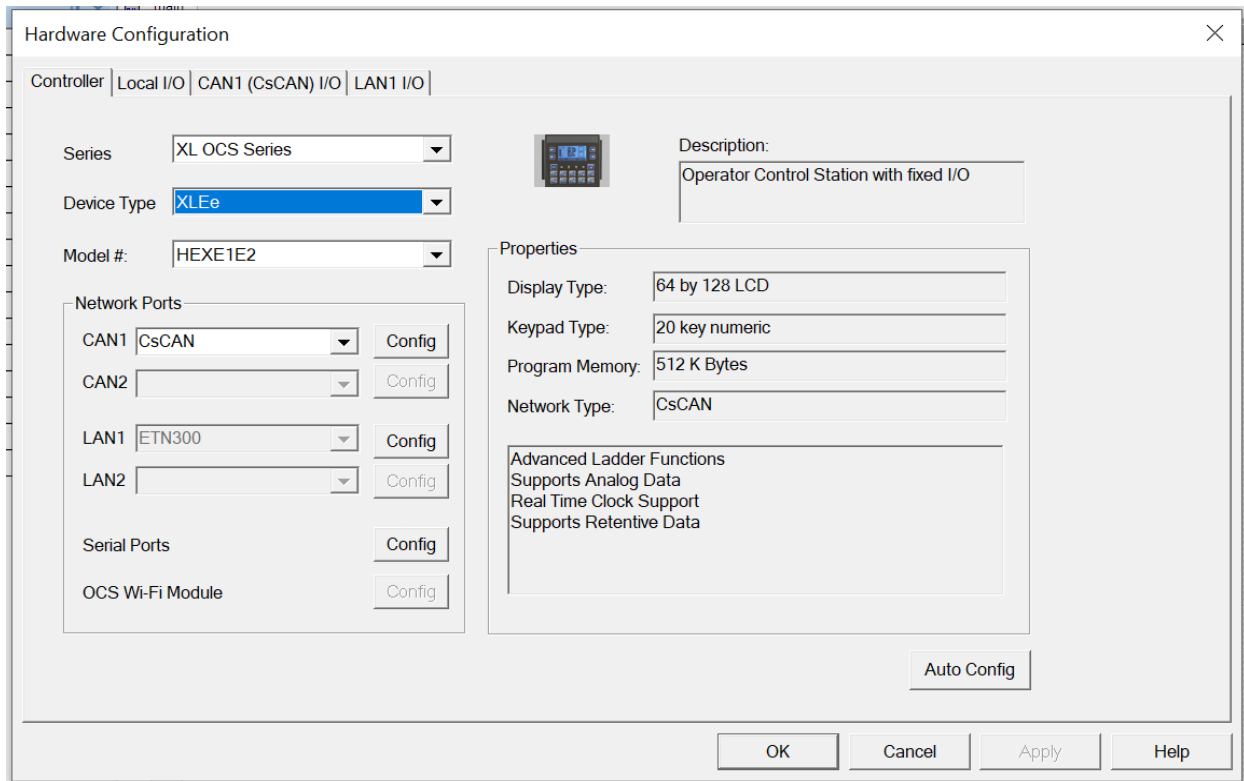 main
Hardware Configuration
Controller
Local I/O
CAN1 (CsCAN) I/O
LAN1 I/O
Series
XL OCS Series
Device Type
XLEe
Model #:
HEXE1E2
Network Ports
CAN1
CsCAN
Config
CAN2
Config
LAN1
ETN300
Config
LAN2
Config
Serial Ports
Config
OCS Wi-Fi Module
Config
Description:
Operator Control Station with fixed I/O
Properties
Display Type:
64 by 128 LCD
Keypad Type:
20 key numeric
Program Memory:
512 K Bytes
Network Type:
CsCAN
Advanced Ladder Functions
Supports Analog Data
Real Time Clock Support
Supports Retentive Data
Auto Config
OK
Cancel
Apply
Help